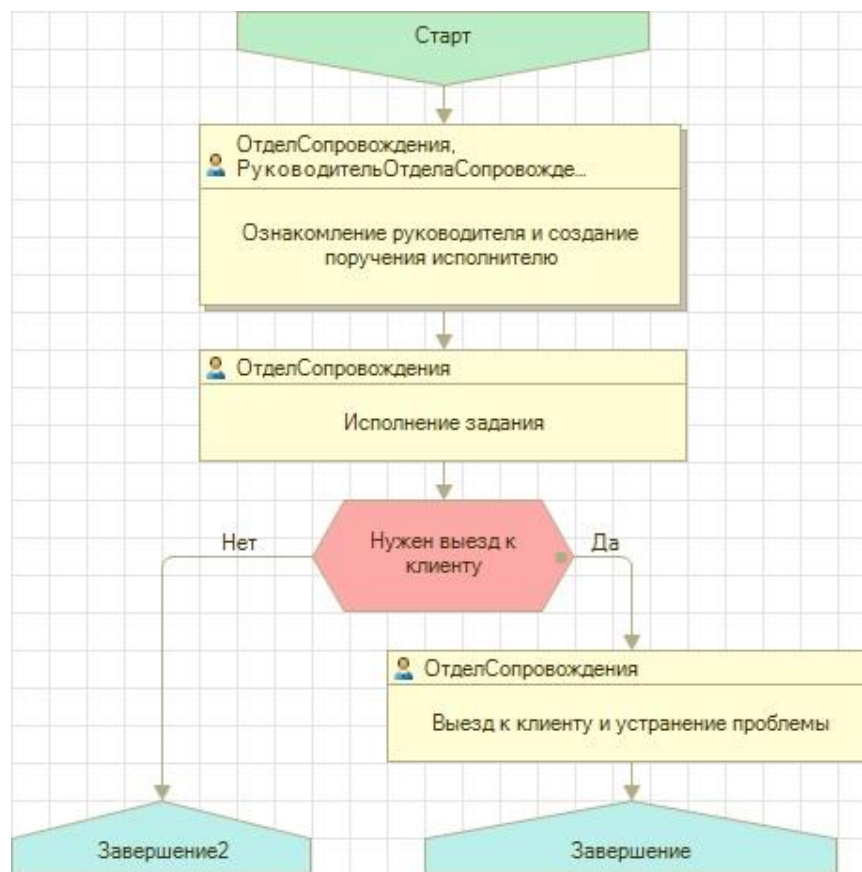 Старт
ОтделСопровождения,
РуководительОтделаСопровожде...
Ознакомление руководителя и создание
поручения исполнителю
ОтделСопровождения
Исполнение задания
Нет
Нужен выезд к
клиенту
Да
ОтделСопровождения
Выезд к клиенту и устранение проблемы
Завершение2
Завершение